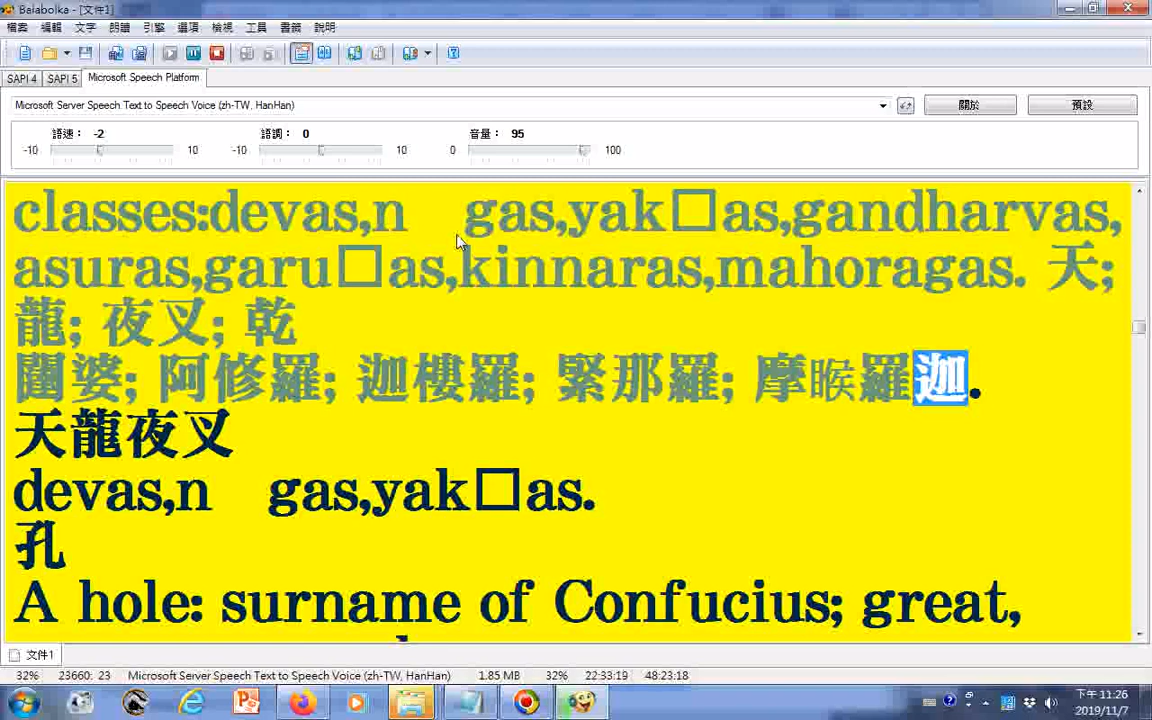 Balabolka - [文件1]
檔案 編輯 文字 朗讀 引擎 選項 檢視 工具 書籤 說明
SAPI 4 SAPI 5 Microsoft Speech Platform
Microsoft Server Speech Text to Speech Voice (zh-TW, HanHan) 關於 預設
語速： -2 語調： 0 音量： 95
-10 10 -10 10 0 100
classes:devas,n　gas,yak□as,gandharvas,
asuras,garu□as,kinnaras,mahoragas. 天;
龍; 夜叉; 乾
闥婆; 阿修羅; 迦樓羅; 緊那羅; 摩睺羅迦.
天龍夜叉
devas,n　gas,yak□as.
孔
A hole: surname of Confucius; great,
文件1
32% 23660: 23 Microsoft Server Speech Text to Speech Voice (zh-TW, HanHan) 1.85 MB 32% 22:33:19 48:23:18
下午 11:26
2019/11/7